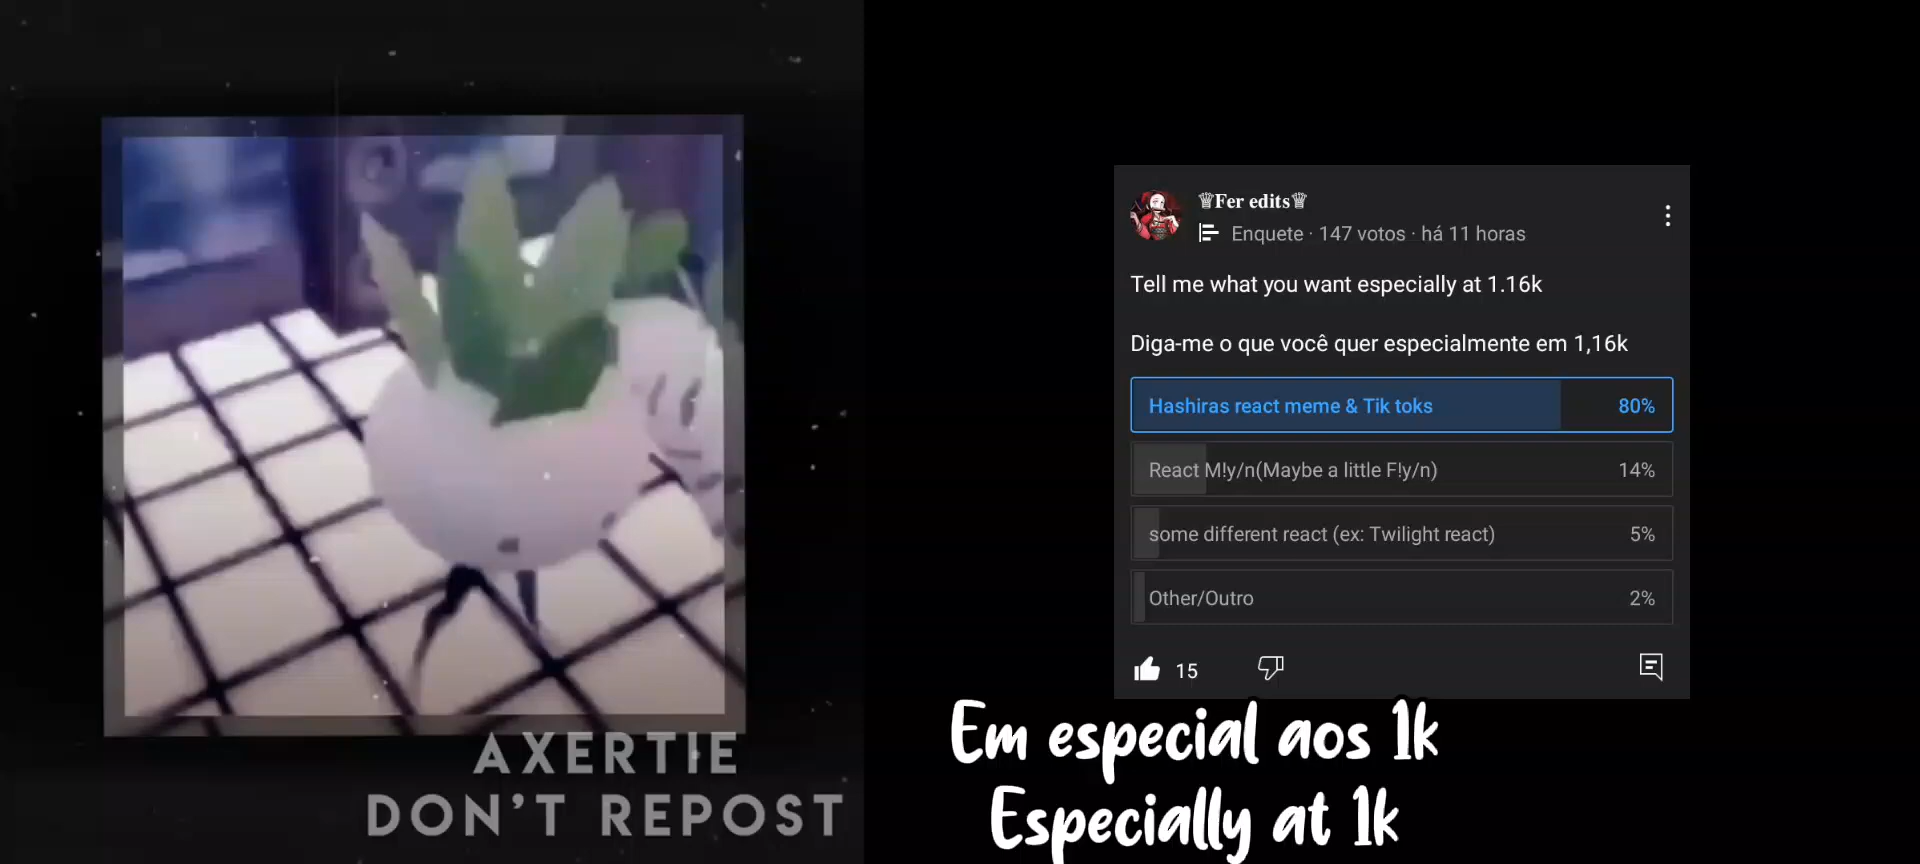 AXERTIE
DON'T REPOST
♕Fer edits♕
Enquete · 147 votos · há 11 horas
Tell me what you want especially at 1.16k
Diga-me o que você quer especialmente em 1,16k
Hashiras react meme & Tik toks 80%
React M!y/n(Maybe a little F!y/n) 14%
some different react (ex: Twilight react) 5%
Other/Outro 2%
15
Em especial aos 1k
Especially at 1k